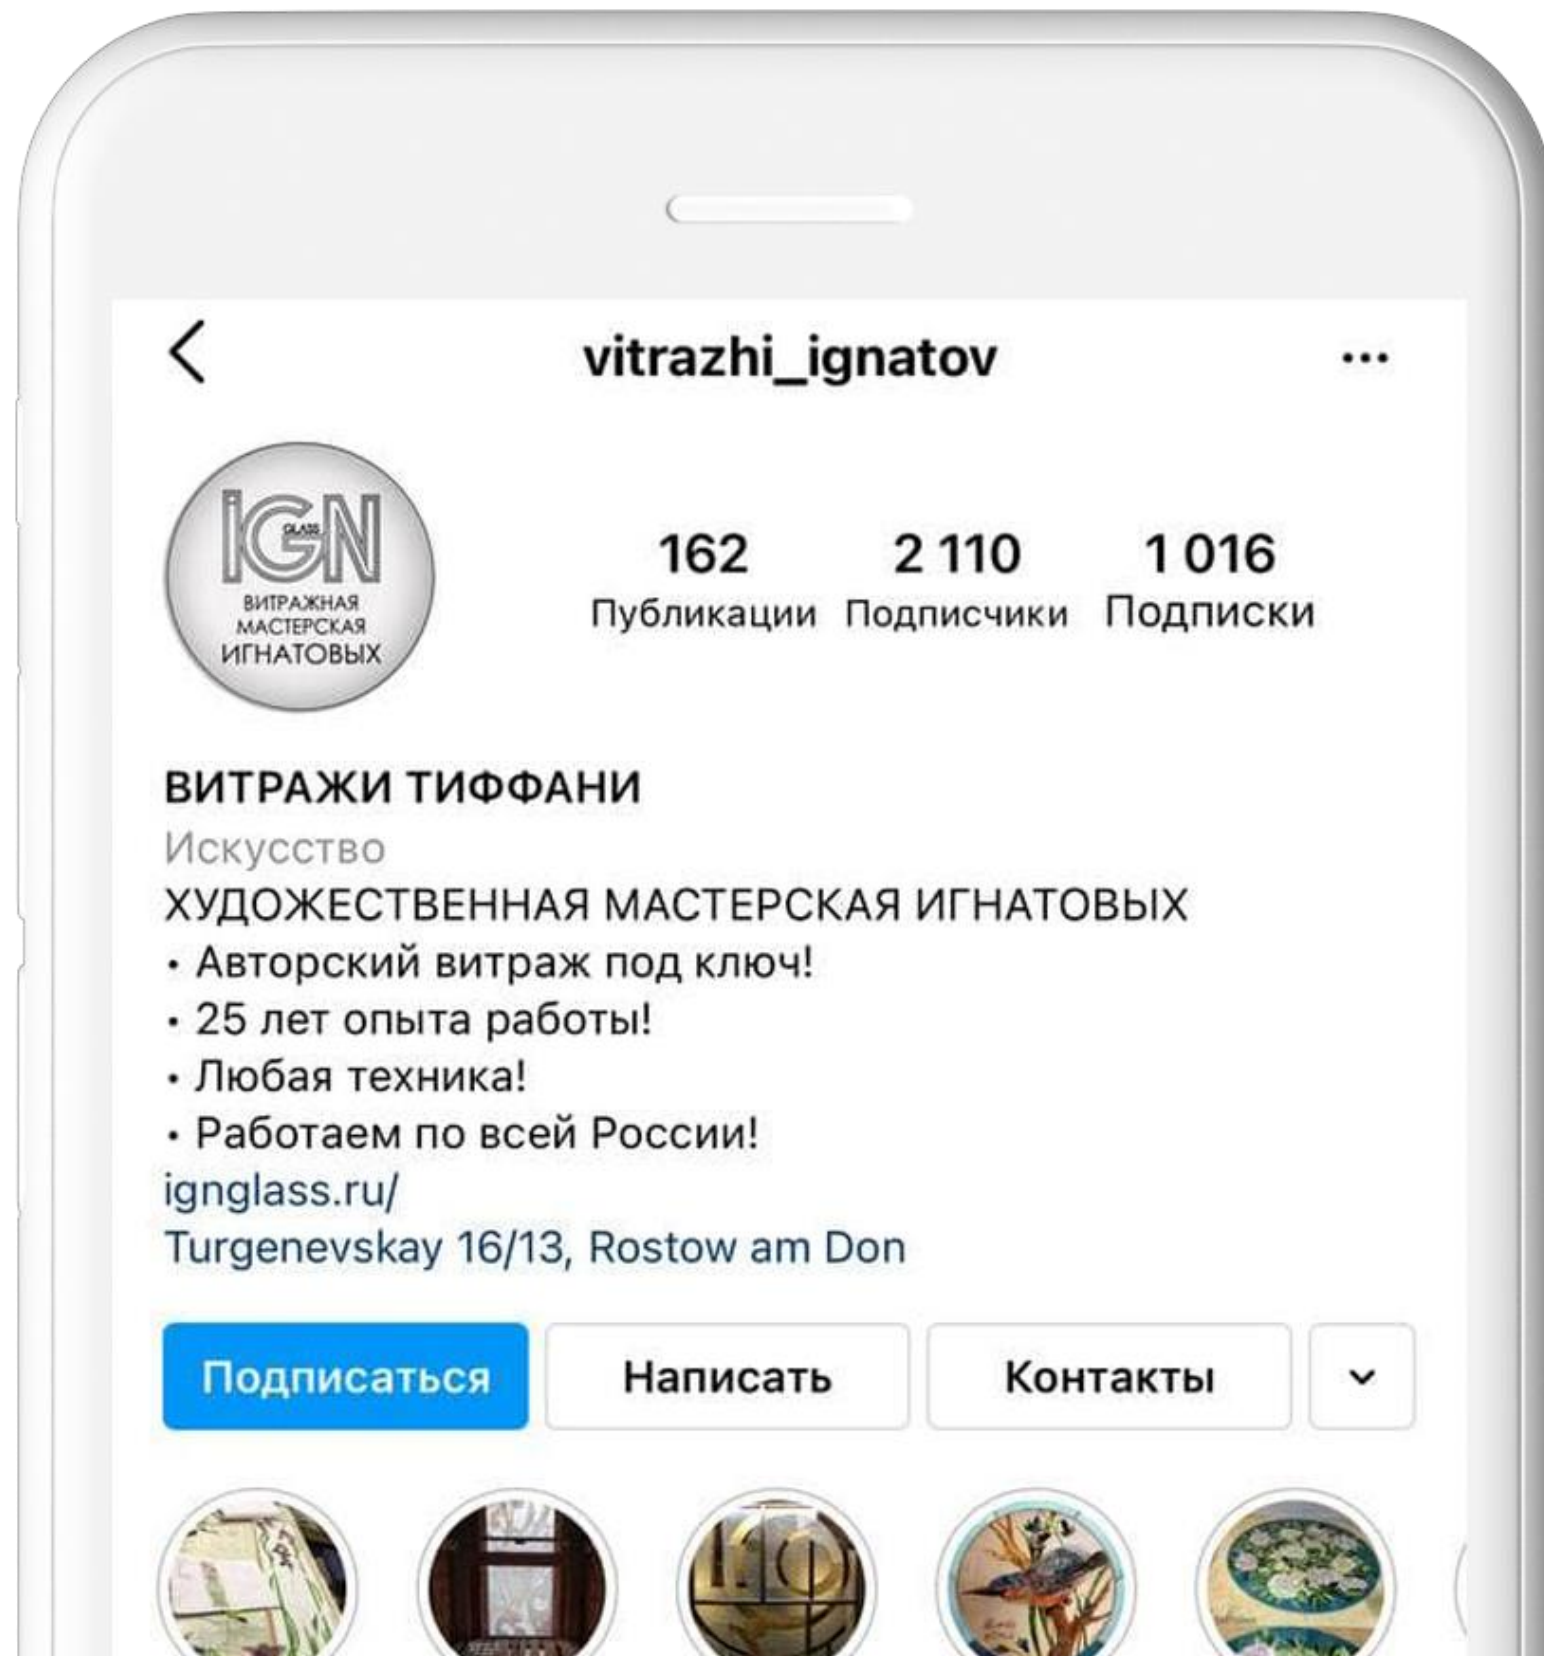 vitrazhi_ignatov
IGN
GLASS
ВИТРАЖНАЯ
МАСТЕРСКАЯ
ИГНАТОВЫХ
162 2 110 1 016
Публикации Подписчики Подписки
ВИТРАЖИ ТИФФАНИ
Искусство
ХУДОЖЕСТВЕННАЯ МАСТЕРСКАЯ ИГНАТОВЫХ
• Авторский витраж под ключ!
• 25 лет опыта работы!
• Любая техника!
• Работаем по всей России!
ignglass.ru/
Turgenevskay 16/13, Rostow am Don
Подписаться Написать Контакты